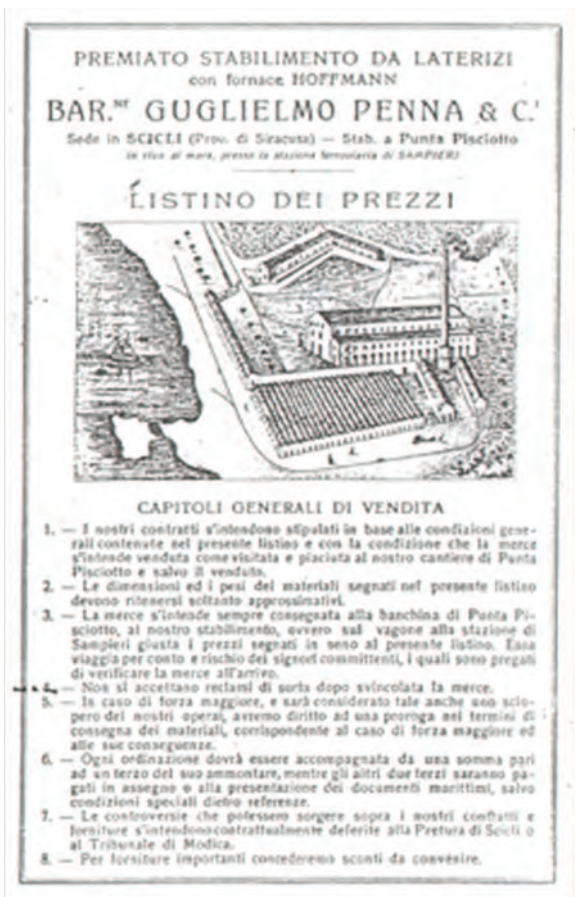 PREMIATO STABILIMENTO DA LATERIZI
con fornace HOFFMANN
BAR.NE GUGLIELMO PENNA & C.I
Sede in SCICLI (Prov. di Siracusa) — Stab. a Punta Pisciotto
in riva al mare, presso la stazione ferroviaria di SAMPIERI
LISTINO DEI PREZZI
CAPITOLI GENERALI DI VENDITA
1. — I nostri contratti s'intendono stipulati in base alle condizioni gene-
rali contenute nel presente listino e con la condizione che la merce
s'intende venduta come visitata e piaciuta al nostro cantiere di Punta
Pisciotto e salvo il venduto.
2. — Le dimensioni ed i pesi dei materiali segnati nel presente listino
devono ritenersi soltanto approssimativi.
3. — La merce s'intende sempre consegnata alla banchina di Punta Pi-
sciotto, al nostro stabilimento, ovvero sul vagone alla stazione di
Sampieri giusta i prezzi segnati in seno al presente listino. Essa
viaggia per conto e rischio dei signori committenti, i quali sono pregati
di verificare la merce all'arrivo.
4. — Non si accettano reclami di sorta dopo svincolata la merce.
5. — In caso di forza maggiore, e sarà considerato tale anche uno scio-
pero dei nostri operai, avremo diritto ad una proroga nei termini di
consegna dei materiali, corrispondente al caso di forza maggiore ed
alle sue conseguenze.
6. — Ogni ordinazione dovrà essere accompagnata da una somma pari
ad un terzo del suo ammontare, mentre gli altri due terzi saranno pa-
gati in assegno o alla presentazione dei documenti marittimi, salvo
condizioni speciali dietro referenze.
7. — Le controversie che potessero sorgere sopra i nostri contratti e
forniture s'intendono contrattualmente deferite alla Pretura di Scicli o
al Tribunale di Modica.
8. — Per forniture importanti concederemo sconti da convenire.